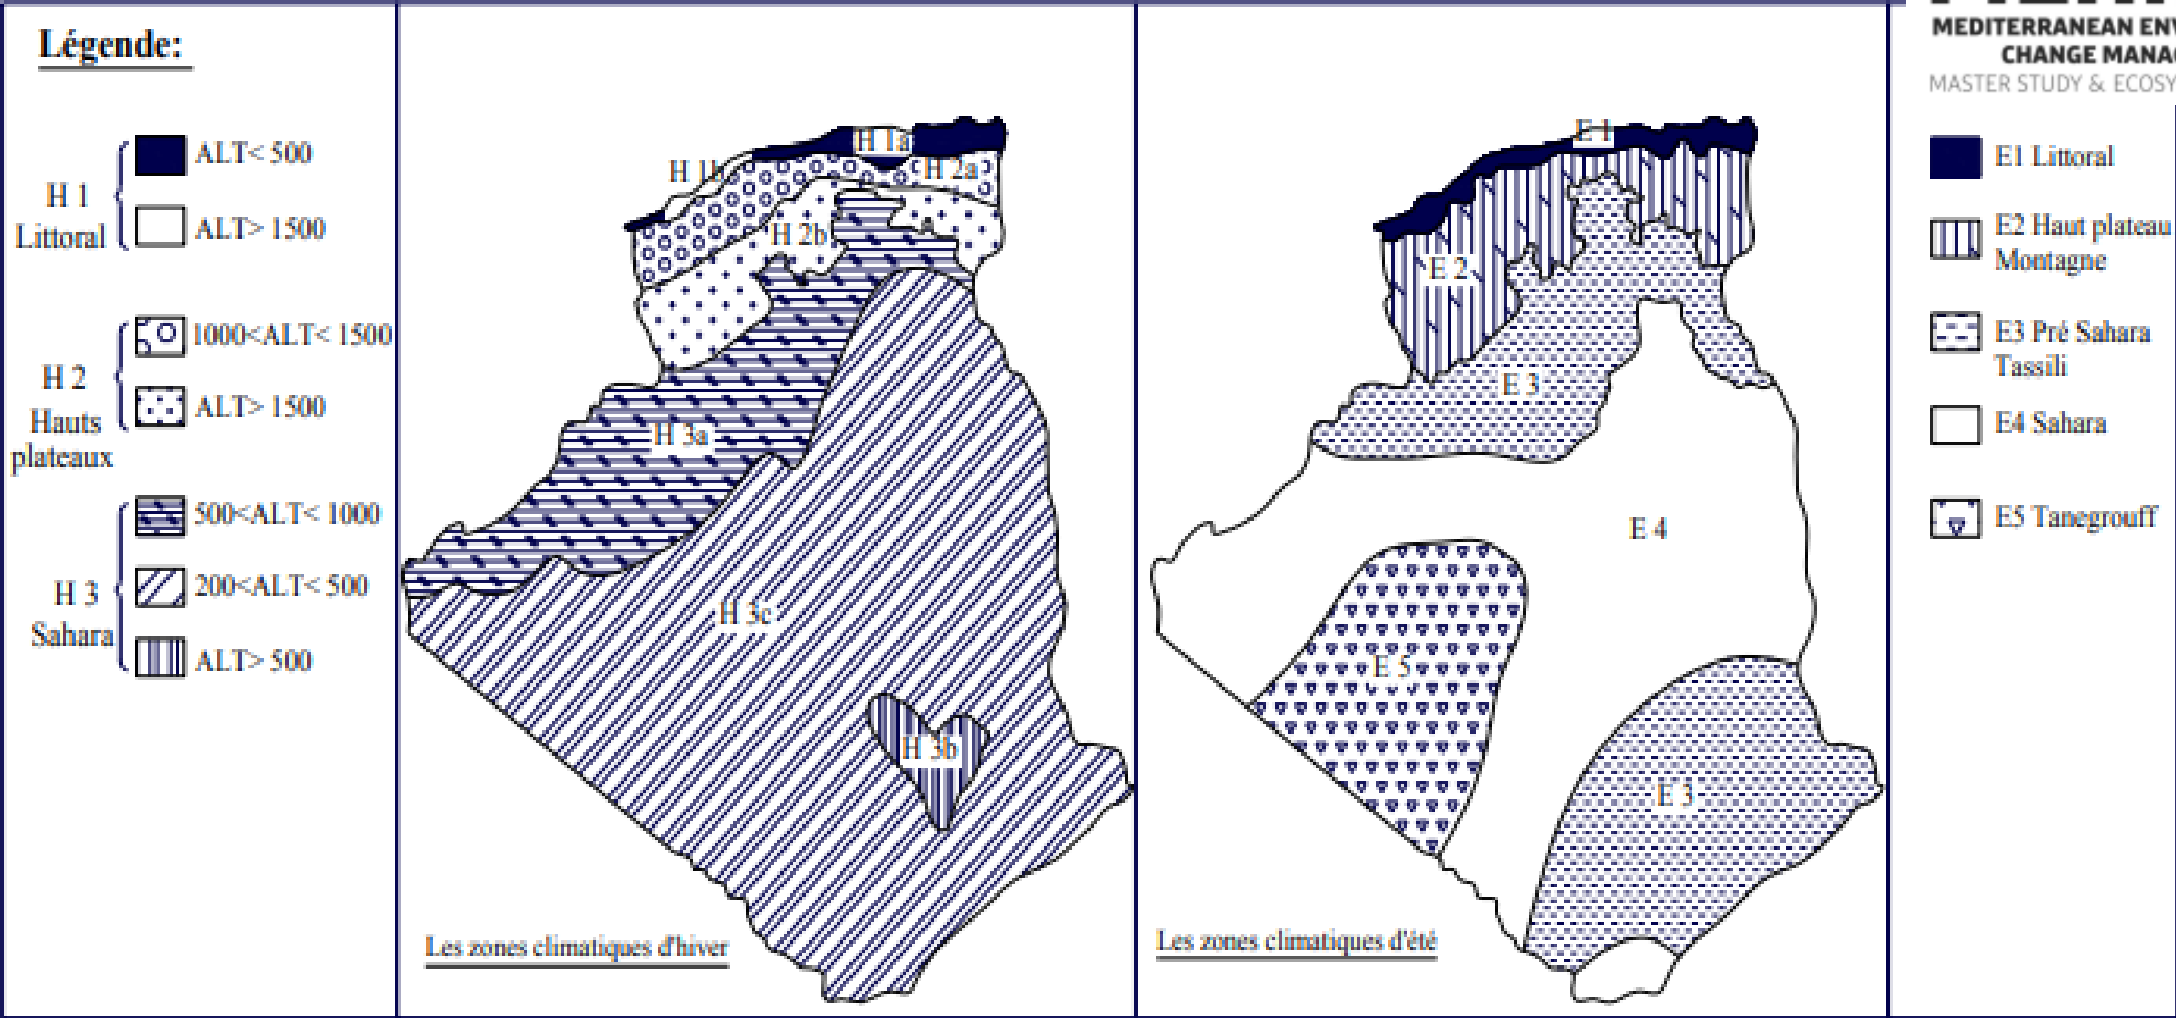 Légende:
H 1
Littoral
ALT< 500
ALT> 1500
H 2
Hauts
plateaux
1000<ALT< 1500
ALT> 1500
H 3
Sahara
500<ALT< 1000
200<ALT< 500
ALT> 500
H 1a
H 1b
H 2a
H 2b
H 3a
H 3c
H 3b
Les zones climatiques d'hiver
E 1
E 2
E 3
E 4
E 5
E 3
Les zones climatiques d'été
MEDITERRANEAN ENV
CHANGE MANA
MASTER STUDY & ECOSY
E1 Littoral
E2 Haut plateau
Montagne
E3 Pré Sahara
Tassili
E4 Sahara
E5 Tanegrouff